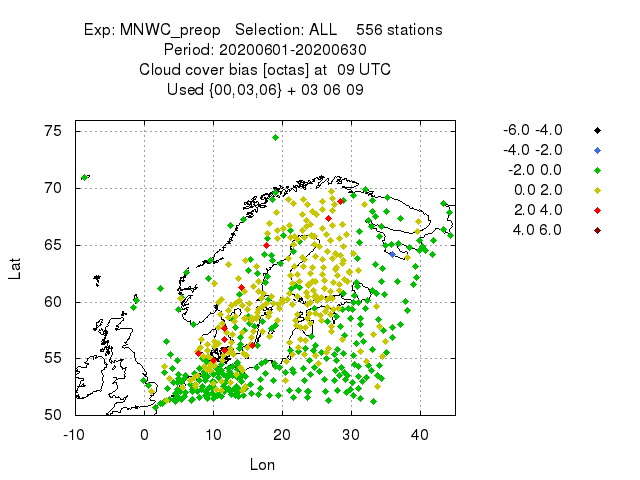 Exp: MNWC_preop   Selection: ALL    556 stations
Period: 20200601-20200630
Cloud cover bias [octas] at  09 UTC
Used {00,03,06} + 03 06 09
-6.0 -4.0
-4.0 -2.0
-2.0 0.0
0.0 2.0
2.0 4.0
4.0 6.0
75
70
65
60
55
50
Lat
-10 0 10 20 30 40
Lon